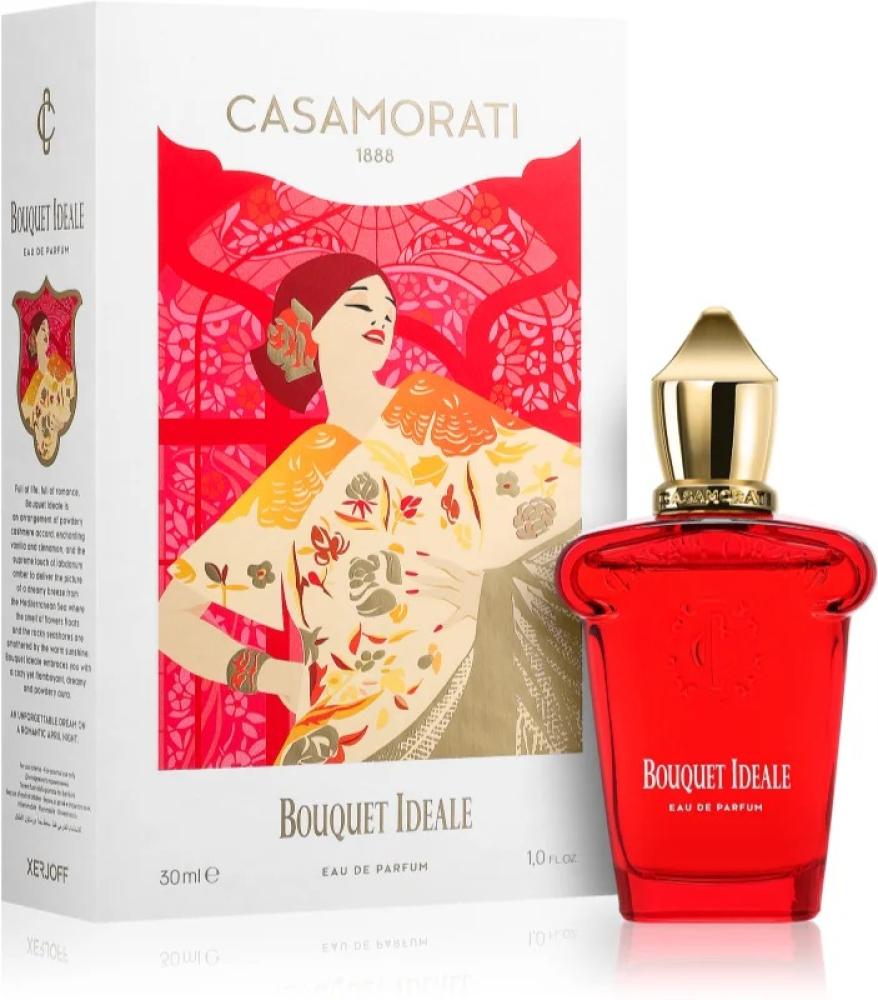 CASAMORATI
1888
BOUQUET IDEALE
EAU DE PARFUM
30 ml e
1,0 FL.OZ.
BOUQUET IDEALE
EAU DE PARFUM
Full of life, full of romance,
Bouquet Ideale is
an arrangement of powdery
cashmere accord, enchanting
vanilla and cinnamon, and the
supreme touch of labdanum
amber to deliver the picture
of a dreamy breeze from
the Mediterranean Sea where
the smell of flowers floats
and the rocky seashores are
smothered by the warm sunshine.
Bouquet Ideale embraces you with
a cozy yet flamboyant, dreamy
and powdery aura.
AN UNFORGETTABLE DREAM ON
A ROMANTIC APRIL NIGHT.
XERJOFF
CASAMORATI
BOUQUET IDEALE
EAU DE PARFUM